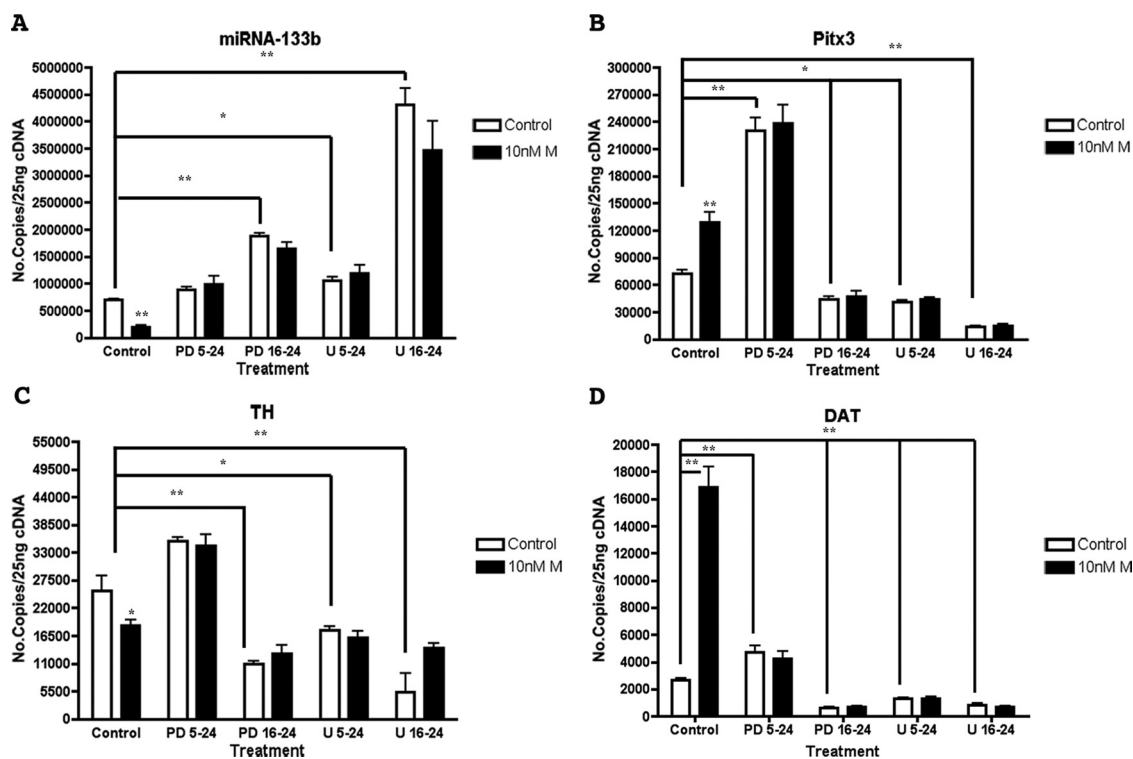 A
miRNA-133b
**
*
**
**
No.Copies/25ng cDNA
5000000
4500000
4000000
3500000
3000000
2500000
2000000
1500000
1000000
500000
0
Control
PD 5-24
PD 16-24
U 5-24
U 16-24
Treatment
Control
10nM M
B
Pitx3
**
*
**
**
No.Copies/25ng cDNA
300000
270000
240000
210000
180000
150000
120000
90000
60000
30000
0
Control
PD 5-24
PD 16-24
U 5-24
U 16-24
Treatment
Control
10nM M
C
TH
**
*
**
*
No.Copies/25ng cDNA
55000
49500
44000
38500
33000
27500
22000
16500
11000
5500
0
Control
PD 5-24
PD 16-24
U 5-24
U 16-24
Treatment
Control
10nM M
D
DAT
**
**
**
No.Copies/25ng cDNA
20000
18000
16000
14000
12000
10000
8000
6000
4000
2000
0
Control
PD 5-24
PD 16-24
U 5-24
U 16-24
Treatment
Control
10nM M